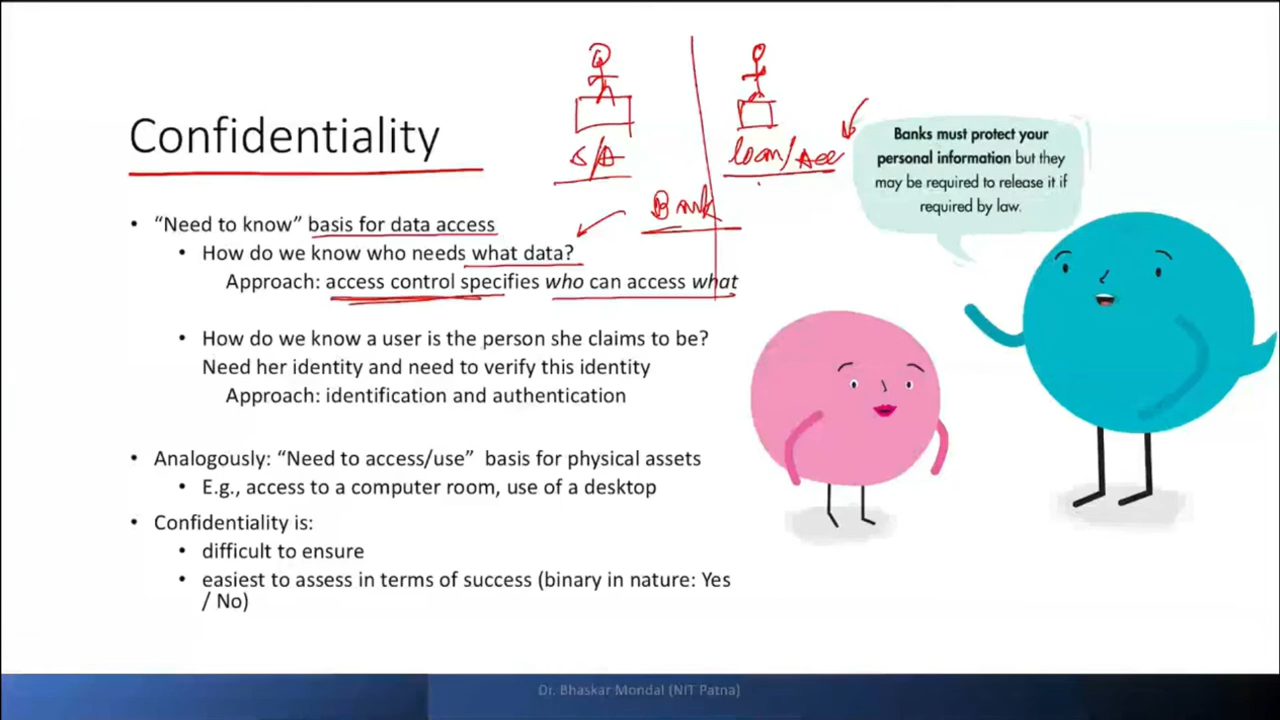 Confidentiality
S/A
loan/Acc
Bank
Banks must protect your
personal information but they
may be required to release it if
required by law.
• “Need to know” basis for data access
• How do we know who needs what data?
Approach: access control specifies who can access what
• How do we know a user is the person she claims to be?
Need her identity and need to verify this identity
Approach: identification and authentication
• Analogously: “Need to access/use” basis for physical assets
• E.g., access to a computer room, use of a desktop
• Confidentiality is:
• difficult to ensure
• easiest to assess in terms of success (binary in nature: Yes
/ No)
Dr. Bhaskar Mondal (NIT Patna)